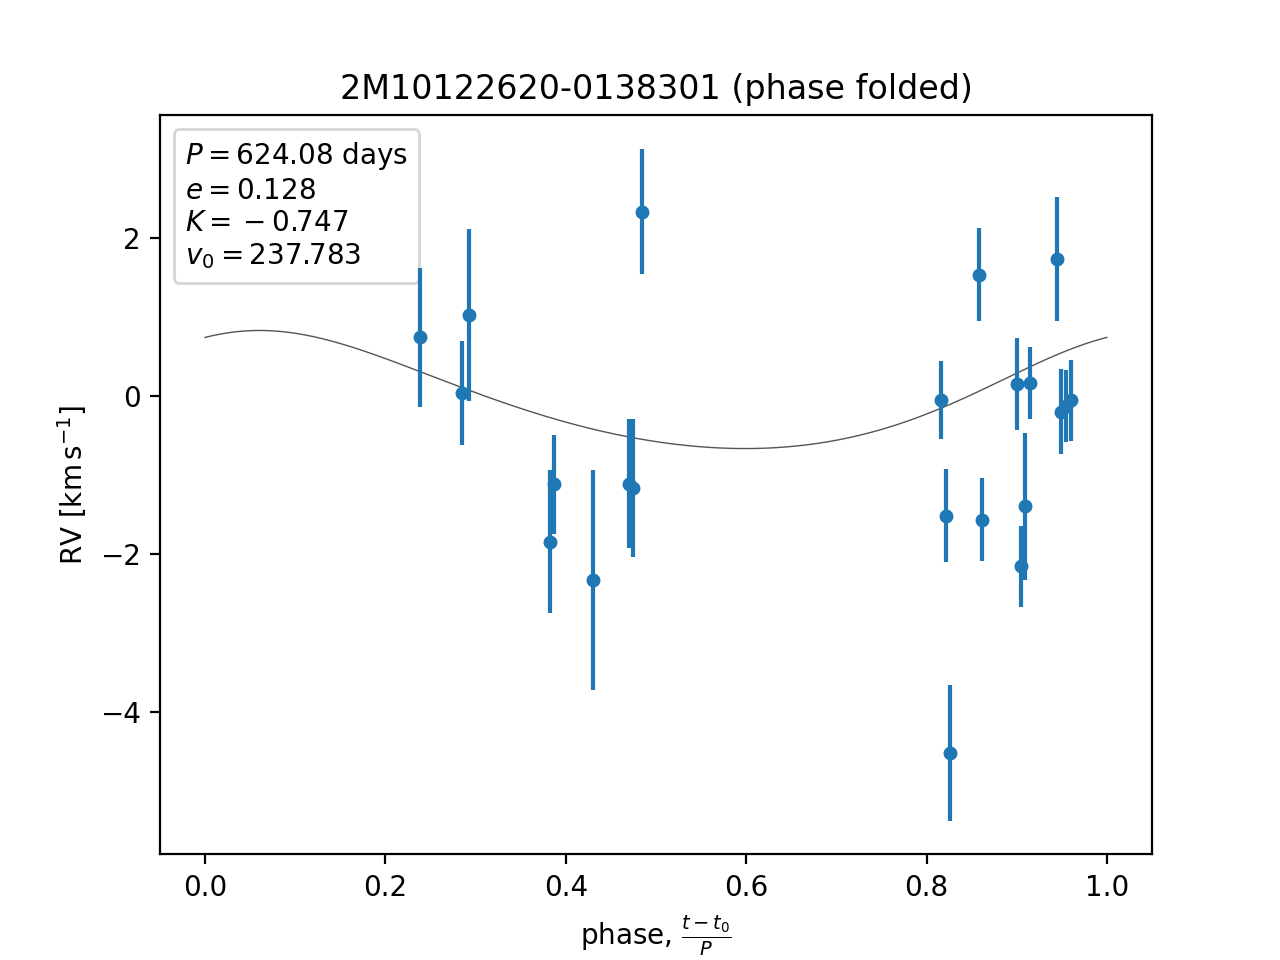 2M10122620-0138301 (phase folded)
P = 624.08 days
e = 0.128
K = −0.747
v₀ = 237.783
2
0
−2
−4
RV [km s⁻¹]
0.0 0.2 0.4 0.6 0.8 1.0
phase, (t − t₀)/P